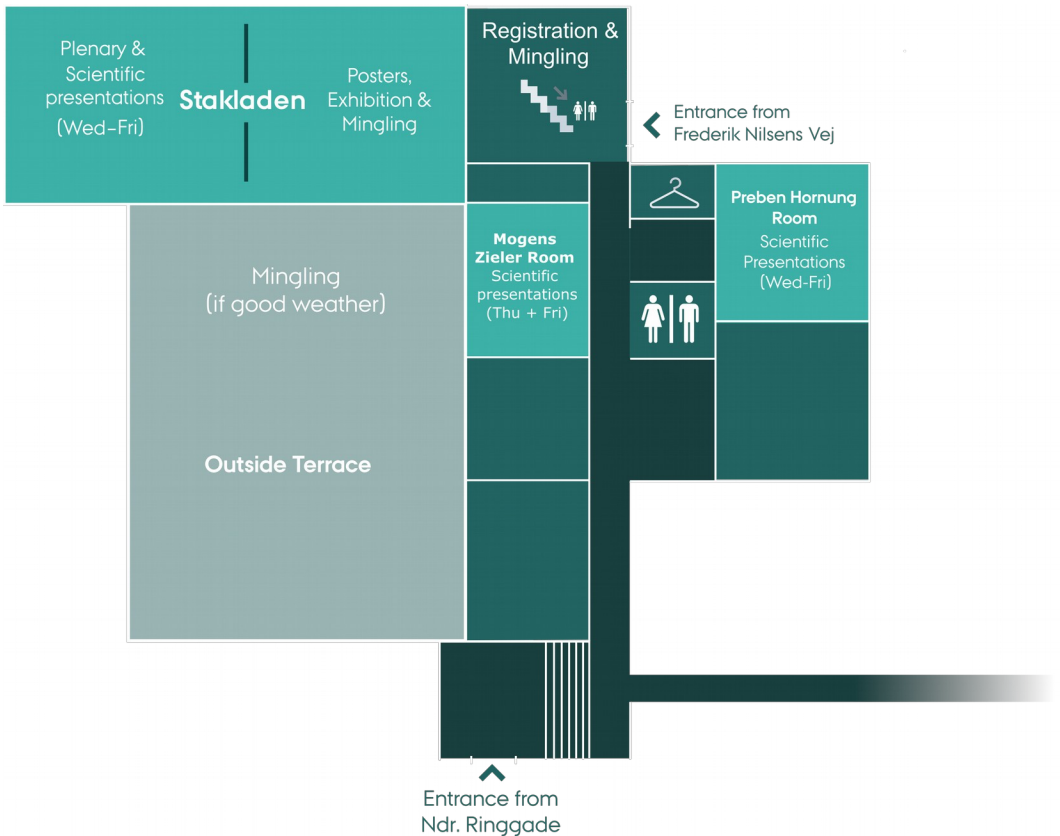 Plenary &
Scientific
presentations
(Wed–Fri)
Stakladen
Posters,
Exhibition &
Mingling
Registration &
Mingling
Entrance from
Frederik Nilsens Vej
Preben Hornung
Room
Scientific
Presentations
(Wed-Fri)
Mogens
Zieler Room
Scientific
presentations
(Thu + Fri)
Mingling
(if good weather)
Outside Terrace
Entrance from
Ndr. Ringgade